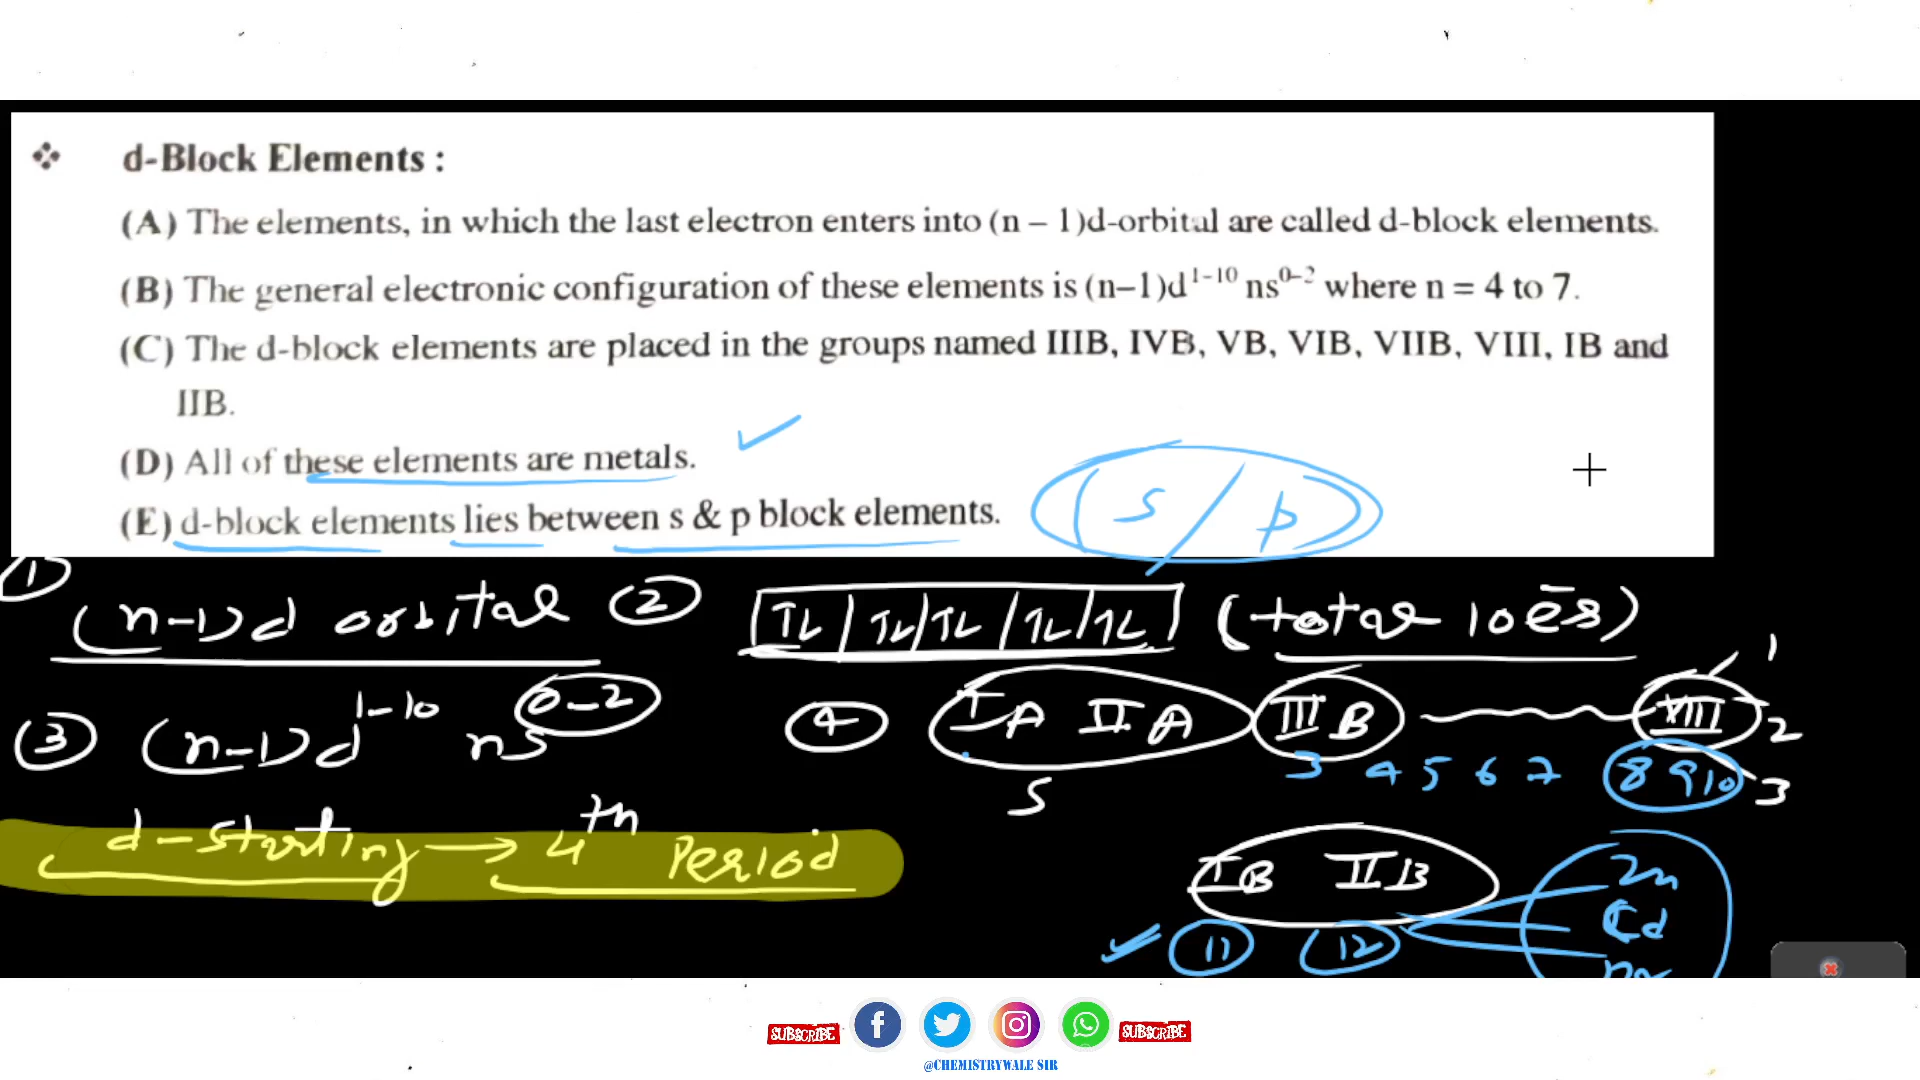 ❖ d-Block Elements :
(A) The elements, in which the last electron enters into (n – 1)d-orbital are called d-block elements.
(B) The general electronic configuration of these elements is (n–1)d¹⁻¹⁰ ns⁰⁻² where n = 4 to 7.
(C) The d-block elements are placed in the groups named IIIB, IVB, VB, VIB, VIIB, VIII, IB and
IIB.
(D) All of these elements are metals.
(E) d-block elements lies between s & p block elements.
s / p
① (n-1)d orbital ② (total 10 ēs)
③ (n-1)d¹⁻¹⁰ ns⁰⁻²
④ IA IIA IIIB VIII 1 2 3
s
3 4 5 6 7 8 9 10
d-starting → 4th Period
IB IIB
Zn
Cd
11 12
SUBSCRIBE SUBSCRIBE
@CHEMISTRYWALE SIR